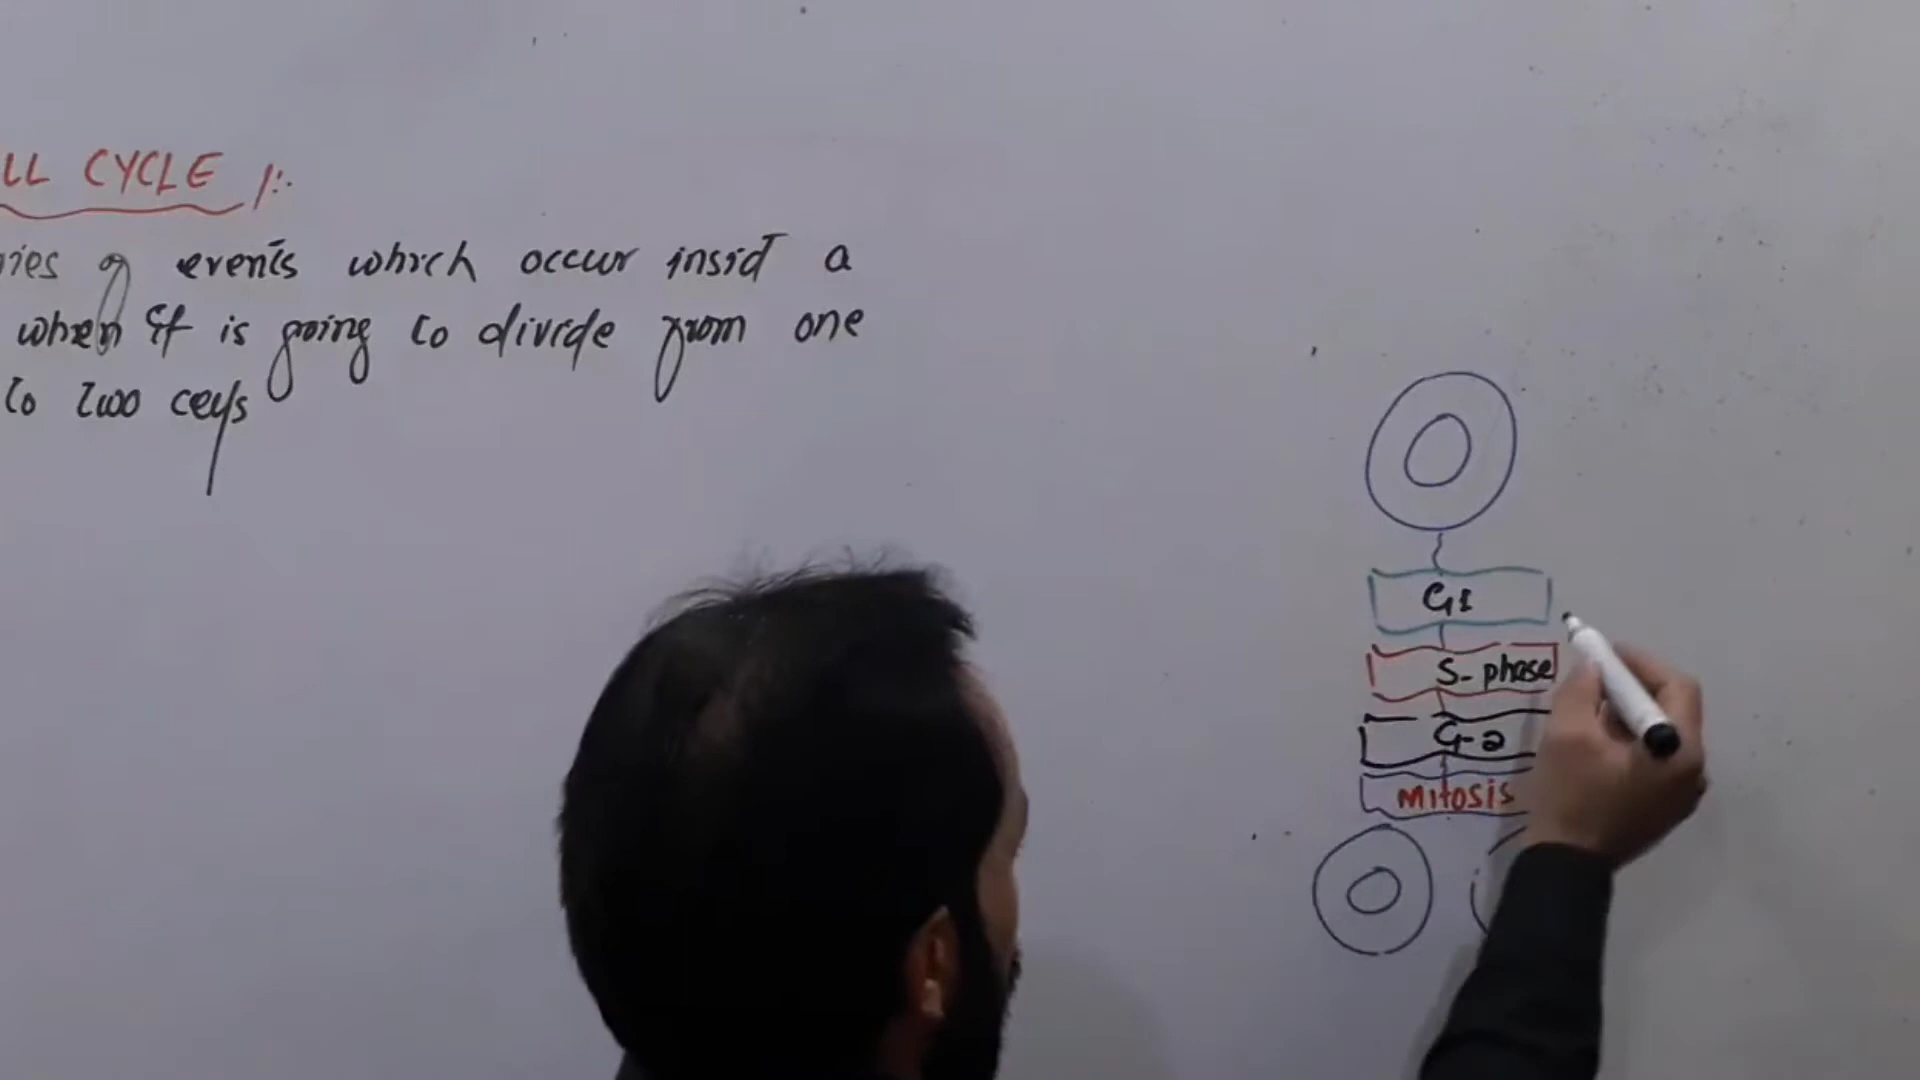 LL CYCLE
ries of events which occur insid a
when it is going to divide from one
to two cells
G1
S-phase
G-2
Mitosis